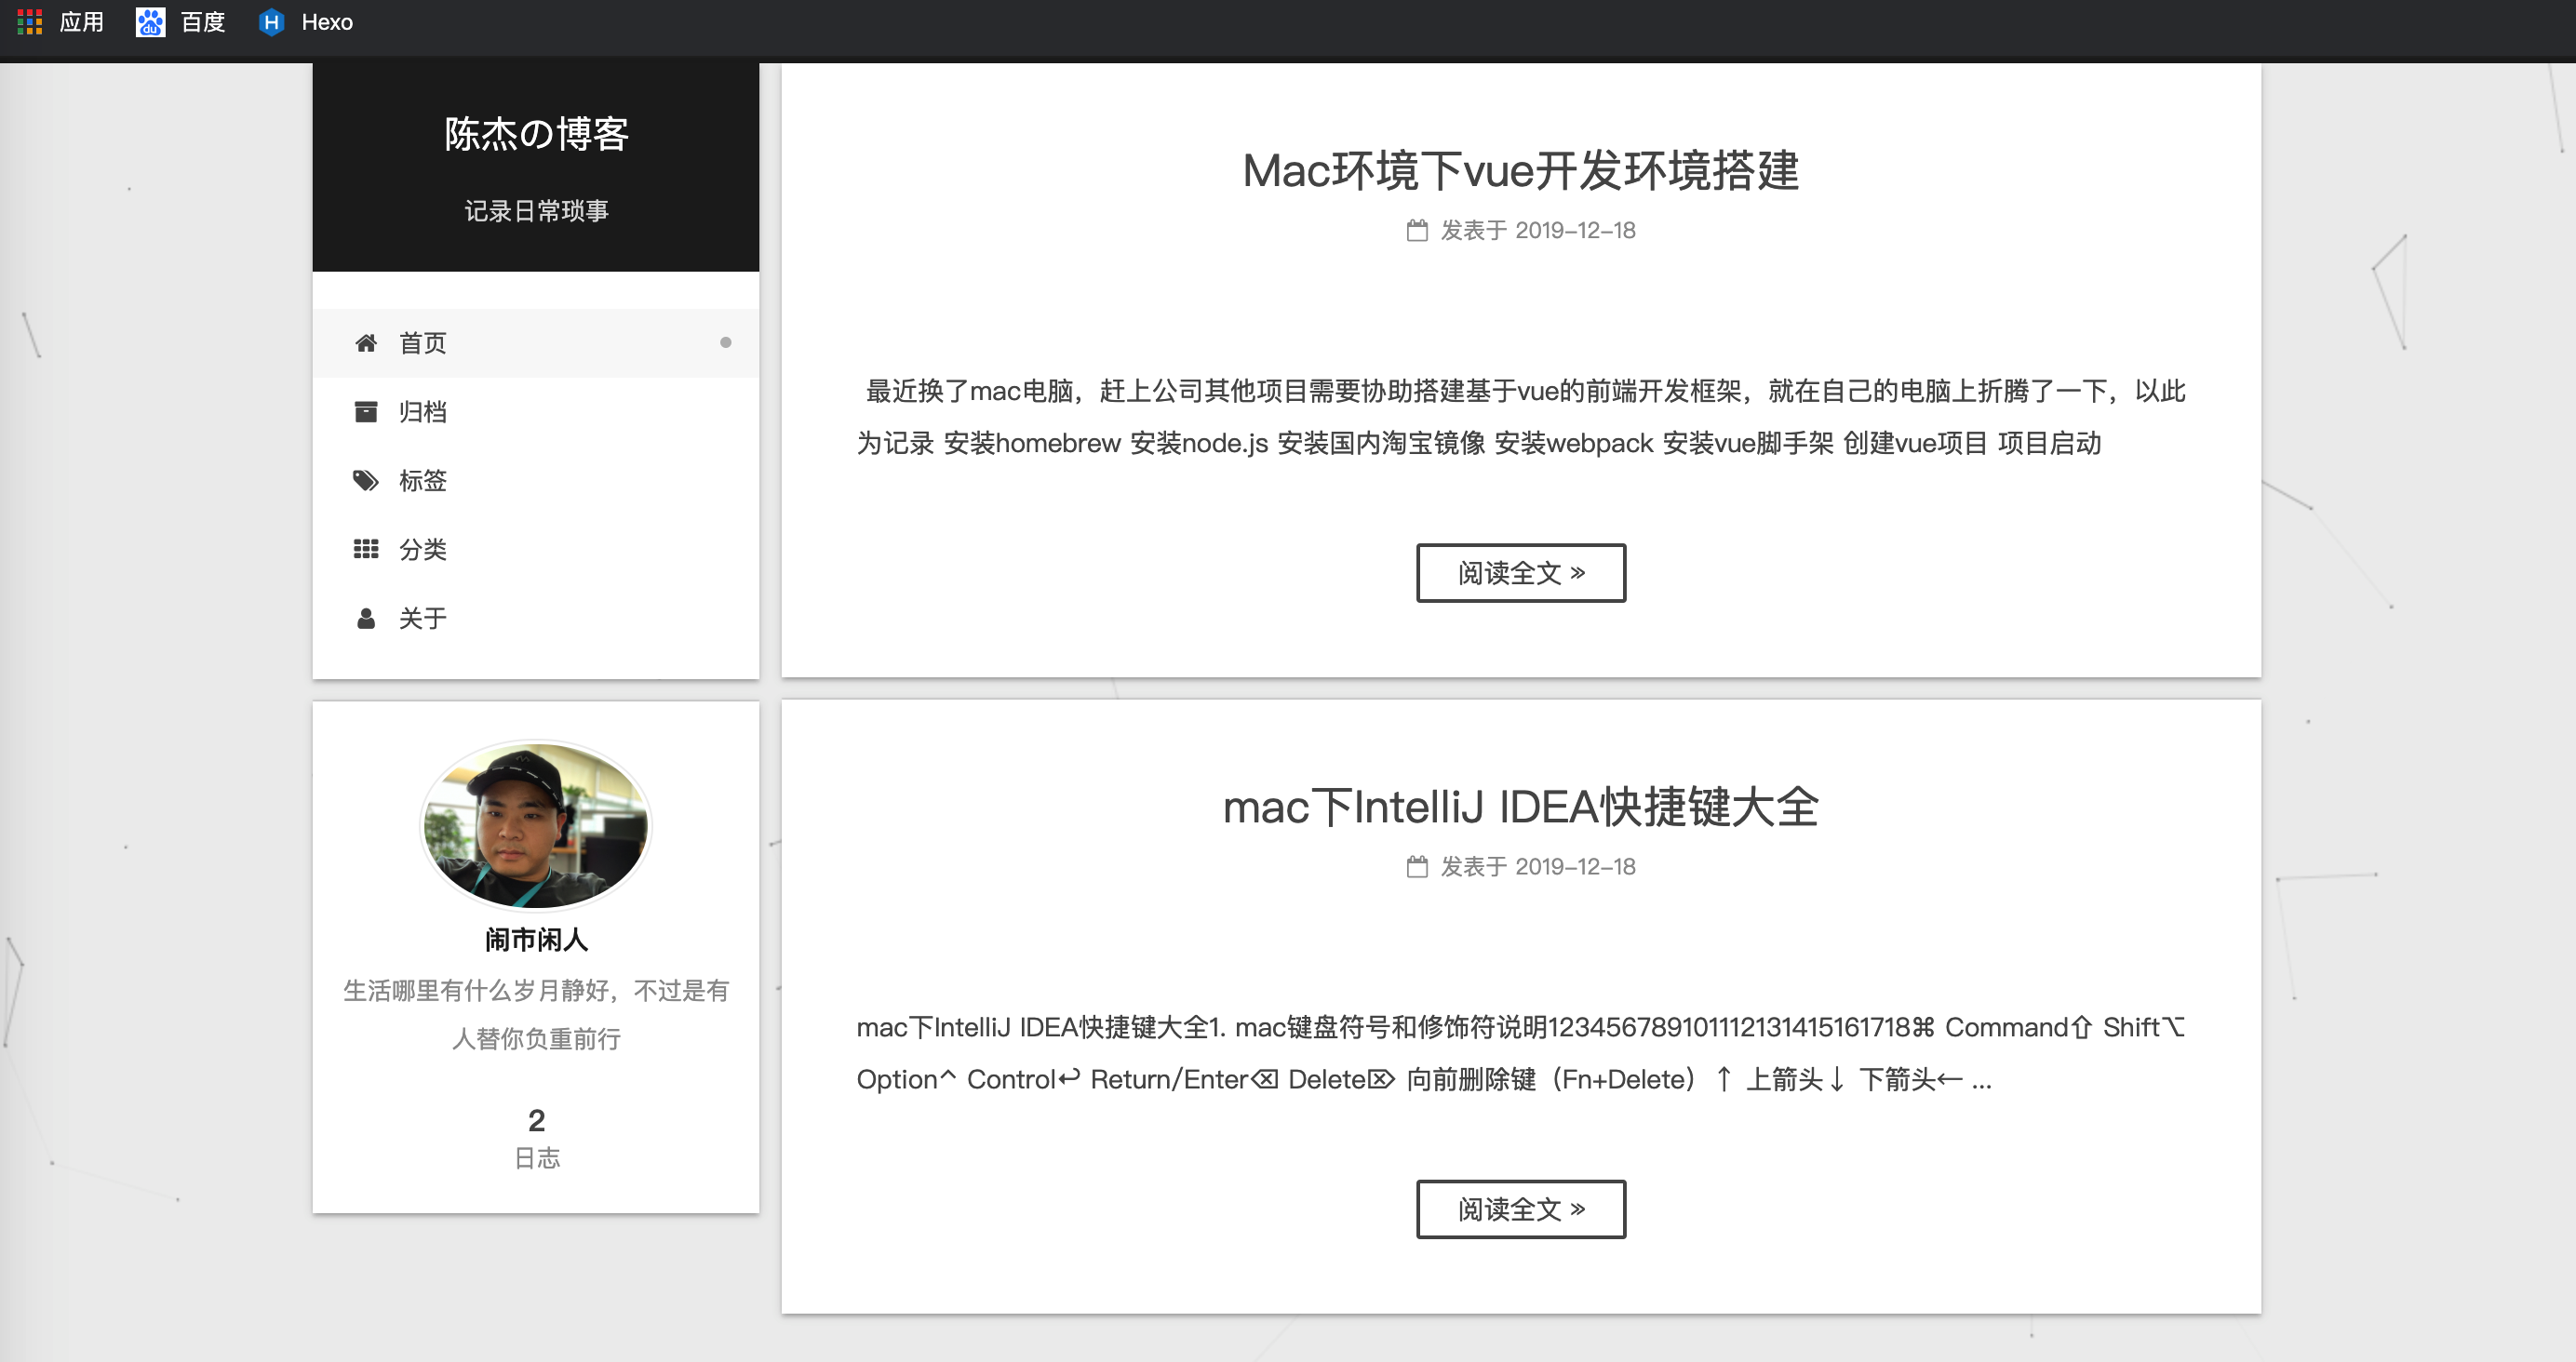 应用 百度 Hexo
陈杰の博客
记录日常琐事
首页
归档
标签
分类
关于
闹市闲人
生活哪里有什么岁月静好，不过是有
人替你负重前行
2
日志
Mac环境下vue开发环境搭建
发表于 2019-12-18
最近换了mac电脑，赶上公司其他项目需要协助搭建基于vue的前端开发框架，就在自己的电脑上折腾了一下，以此
为记录 安装homebrew 安装node.js 安装国内淘宝镜像 安装webpack 安装vue脚手架 创建vue项目 项目启动
阅读全文 »
mac下IntelliJ IDEA快捷键大全
发表于 2019-12-18
mac下IntelliJ IDEA快捷键大全1. mac键盘符号和修饰符说明123456789101112131415161718⌘ Command⇧ Shift⌥
Option⌃ Control↩ Return/Enter⌫ Delete⌦ 向前删除键（Fn+Delete）↑ 上箭头↓ 下箭头← ...
阅读全文 »